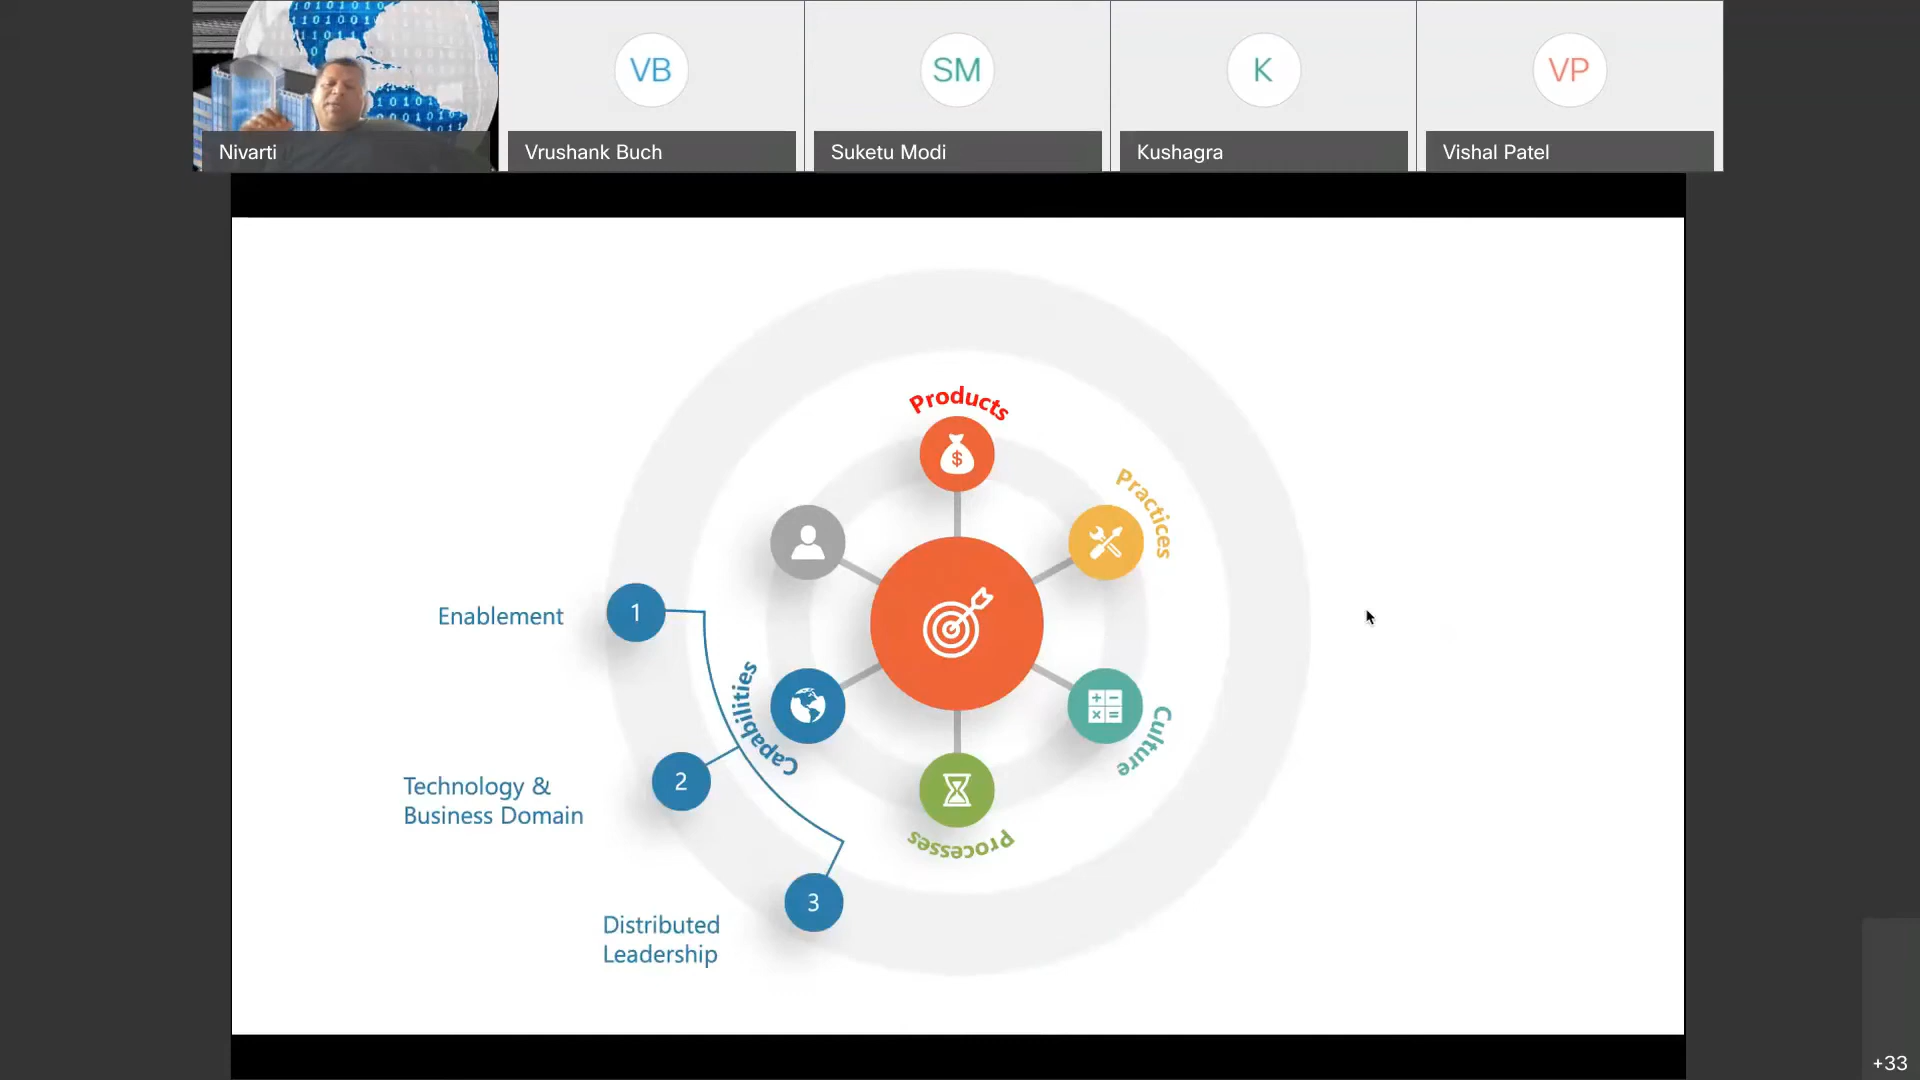 VB
SM
K
VP
Nivarti
Vrushank Buch
Suketu Modi
Kushagra
Vishal Patel
Products
$
Practices
Enablement
1
Capabilities
Culture
2
Technology &
Business Domain
Processes
3
Distributed
Leadership
+33